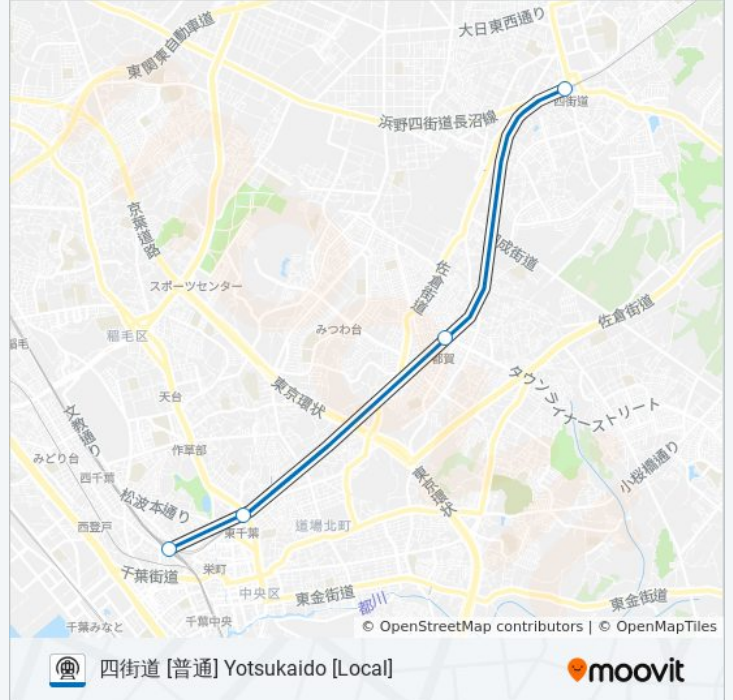 大日東西通り
東関東自動車道
四街道
浜野四街道長沼線
京葉道路
成街道
佐倉街道
スポーツセンター
佐倉街道
みつわ台
稲毛区
稲毛
都賀
タウンライナーストリート
東京環状
天台
文教通り
作草部
みどり台
小桜橋通り
四千葉
東京環状
松波本通り
西登戸
道場北町
東千葉
千葉街道
栄町
中央区
東金街道
都川
東金街道
千葉中央
千葉みなと
© OpenStreetMap contributors | © OpenMapTiles
四街道 [普通] Yotsukaido [Local]
moovit